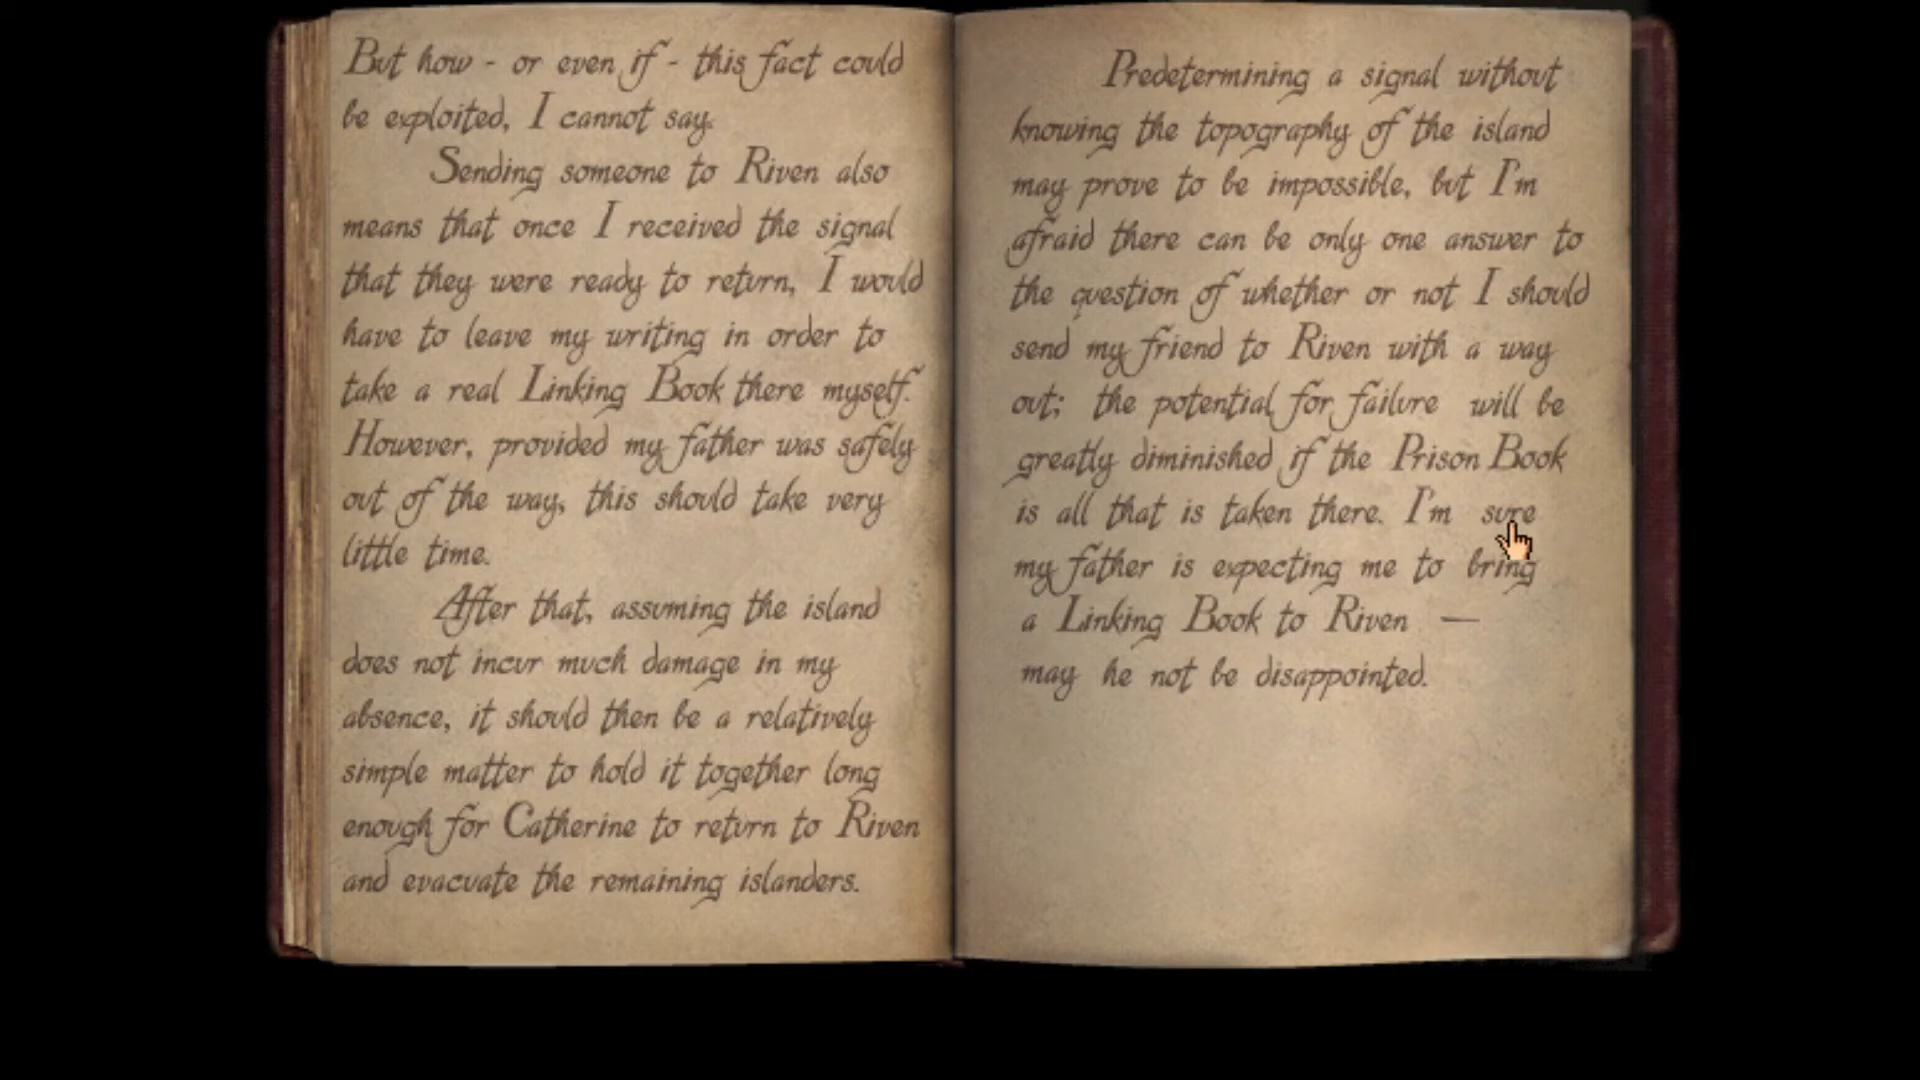 But how - or even if - this fact could
be exploited, I cannot say.
Sending someone to Riven also
means that once I received the signal
that they were ready to return, I would
have to leave my writing in order to
take a real Linking Book there myself.
However, provided my father was safely
out of the way, this should take very
little time.
After that, assuming the island
does not incur much damage in my
absence, it should then be a relatively
simple matter to hold it together long
enough for Catherine to return to Riven
and evacuate the remaining islanders.
Predetermining a signal without
knowing the topography of the island
may prove to be impossible, but I'm
afraid there can be only one answer to
the question of whether or not I should
send my friend to Riven with a way
out; the potential for failure will be
greatly diminished if the Prison Book
is all that is taken there. I'm sure
my father is expecting me to bring
a Linking Book to Riven —
may he not be disappointed.